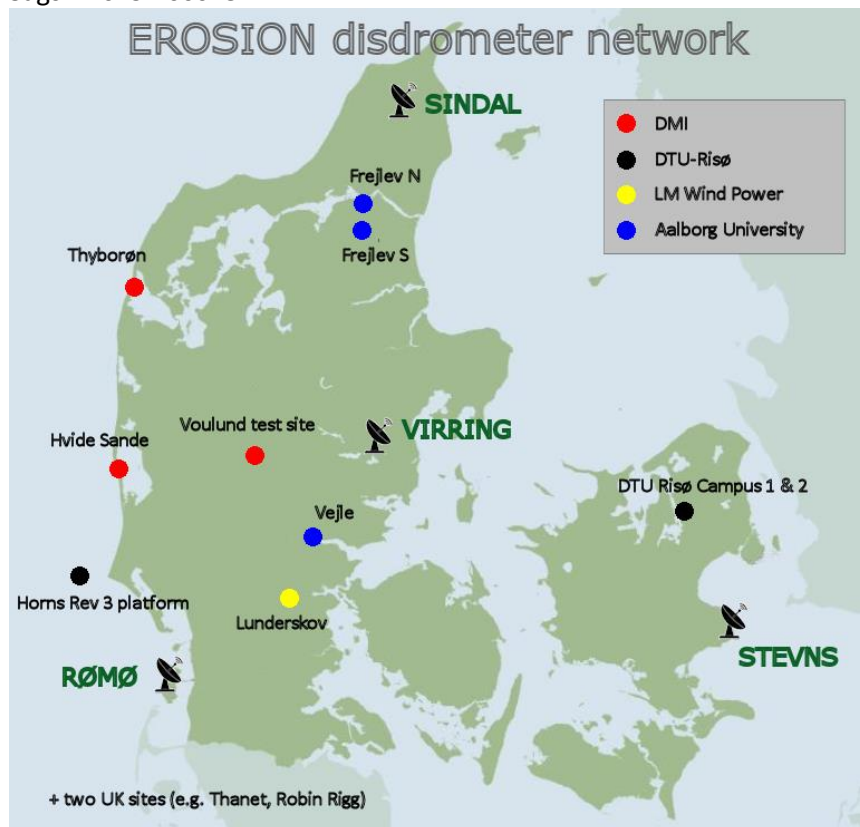 EROSION disdrometer network
SINDAL
DMI
DTU-Risø
LM Wind Power
Aalborg University
Frejlev N
Frejlev S
Thyborøn
VIRRING
Voulund test site
Hvide Sande
DTU Risø Campus 1 & 2
Vejle
Horns Rev 3 platform
Lunderskov
STEVNS
RØMØ
+ two UK sites (e.g. Thanet, Robin Rigg)